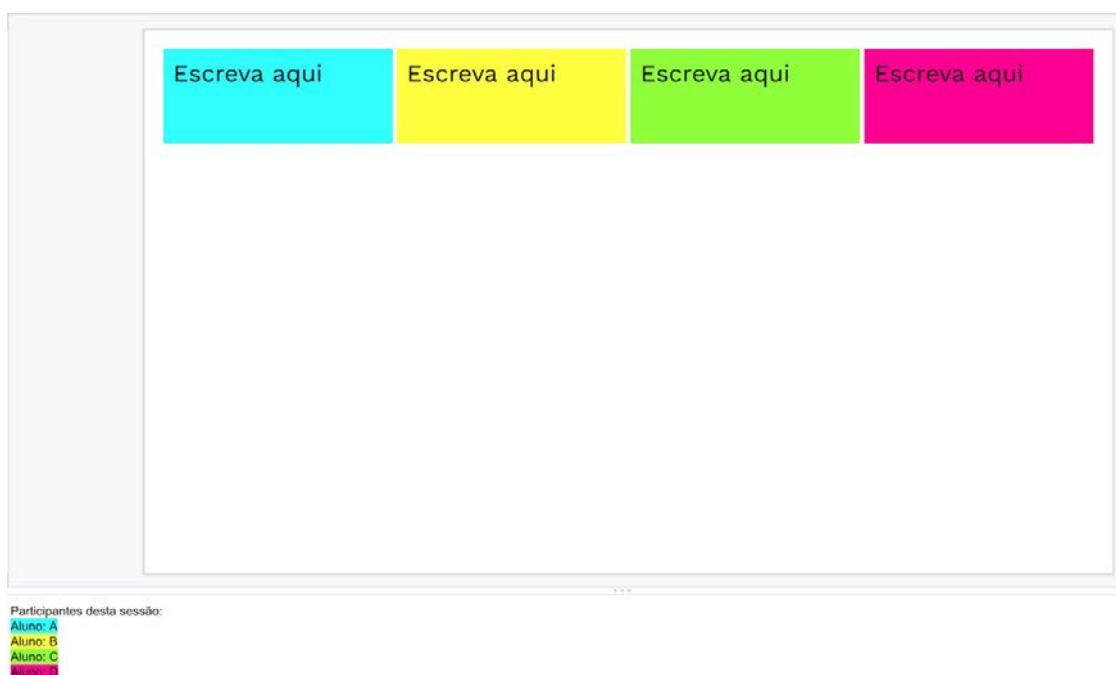 Escreva aqui Escreva aqui Escreva aqui Escreva aqui
Participantes desta sessão:
Aluno: A
Aluno: B
Aluno: C
Aluno: D